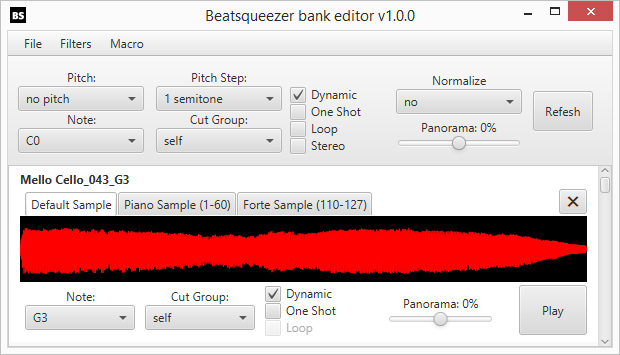 BS Beatsqueezer bank editor v1.0.0
File Filters Macro
Pitch: Pitch Step: Normalize
no pitch 1 semitone Dynamic no Refesh
One Shot
Note: Cut Group: Loop Panorama: 0%
C0 self Stereo
Mello Cello_043_G3
Default Sample Piano Sample (1-60) Forte Sample (110-127)
Note: Cut Group: Dynamic Panorama: 0% Play
G3 self One Shot
Loop